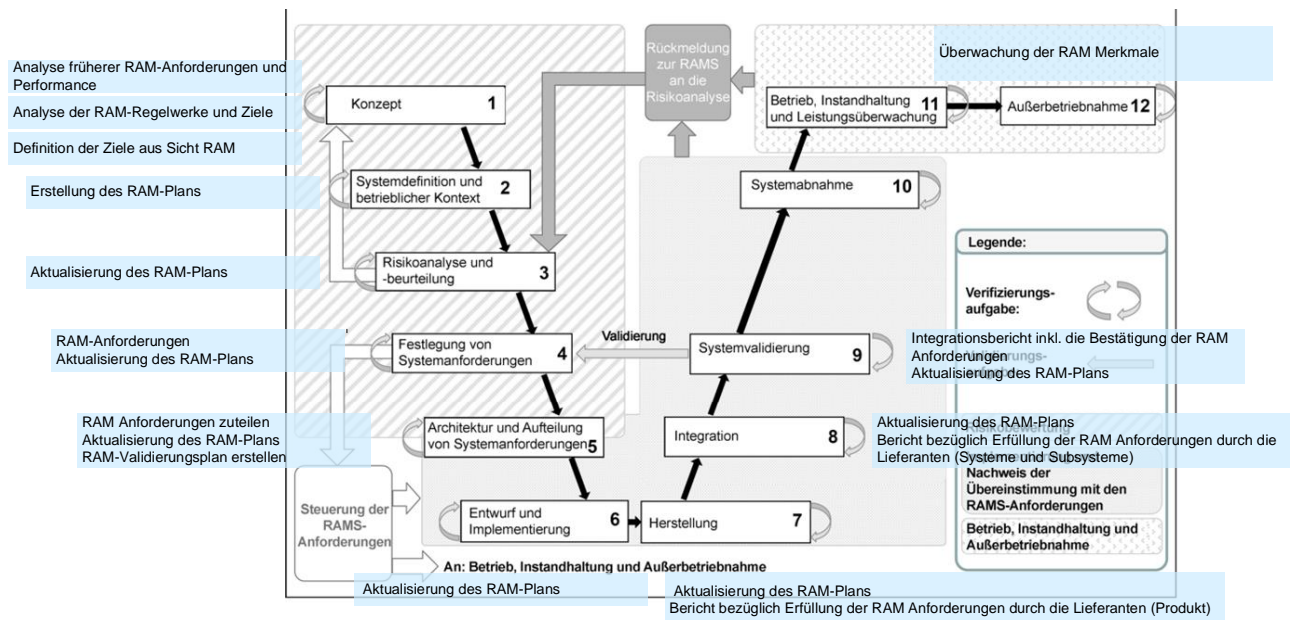 Analyse früherer RAM-Anforderungen und
Performance
Analyse der RAM-Regelwerke und Ziele
Definition der Ziele aus Sicht RAM
Erstellung des RAM-Plans
Aktualisierung des RAM-Plans
RAM-Anforderungen
Aktualisierung des RAM-Plans
RAM Anforderungen zuteilen
Aktualisierung des RAM-Plans
RAM-Validierungsplan erstellen
Konzept 1
Systemdefinition und
betrieblicher Kontext 2
Risikoanalyse und
-beurteilung 3
Festlegung von
Systemanforderungen 4
Architektur und Aufteilung
von Systemanforderungen 5
Entwurf und
Implementierung 6
Herstellung 7
Integration 8
Systemvalidierung 9
Validierung
Systemabnahme 10
Betrieb, Instandhaltung
und Leistungsüberwachung 11
Außerbetriebnahme 12
Rückmeldung
zur RAMS
an die
Risikoanalyse
Überwachung der RAM Merkmale
Legende:
Verifizierungs-
aufgabe:
Integrationsbericht inkl. die Bestätigung der RAM
Anforderungen
Aktualisierung des RAM-Plans
Aktualisierung des RAM-Plans
Bericht bezüglich Erfüllung der RAM Anforderungen durch die
Lieferanten (Systeme und Subsysteme)
Risikobewertung
Nachweis der
Übereinstimmung mit den
RAMS-Anforderungen
Betrieb, Instandhaltung und
Außerbetriebnahme
Steuerung der
RAMS-
Anforderungen
An: Betrieb, Instandhaltung und Außerbetriebnahme
Aktualisierung des RAM-Plans
Aktualisierung des RAM-Plans
Bericht bezüglich Erfüllung der RAM Anforderungen durch die Lieferanten (Produkt)